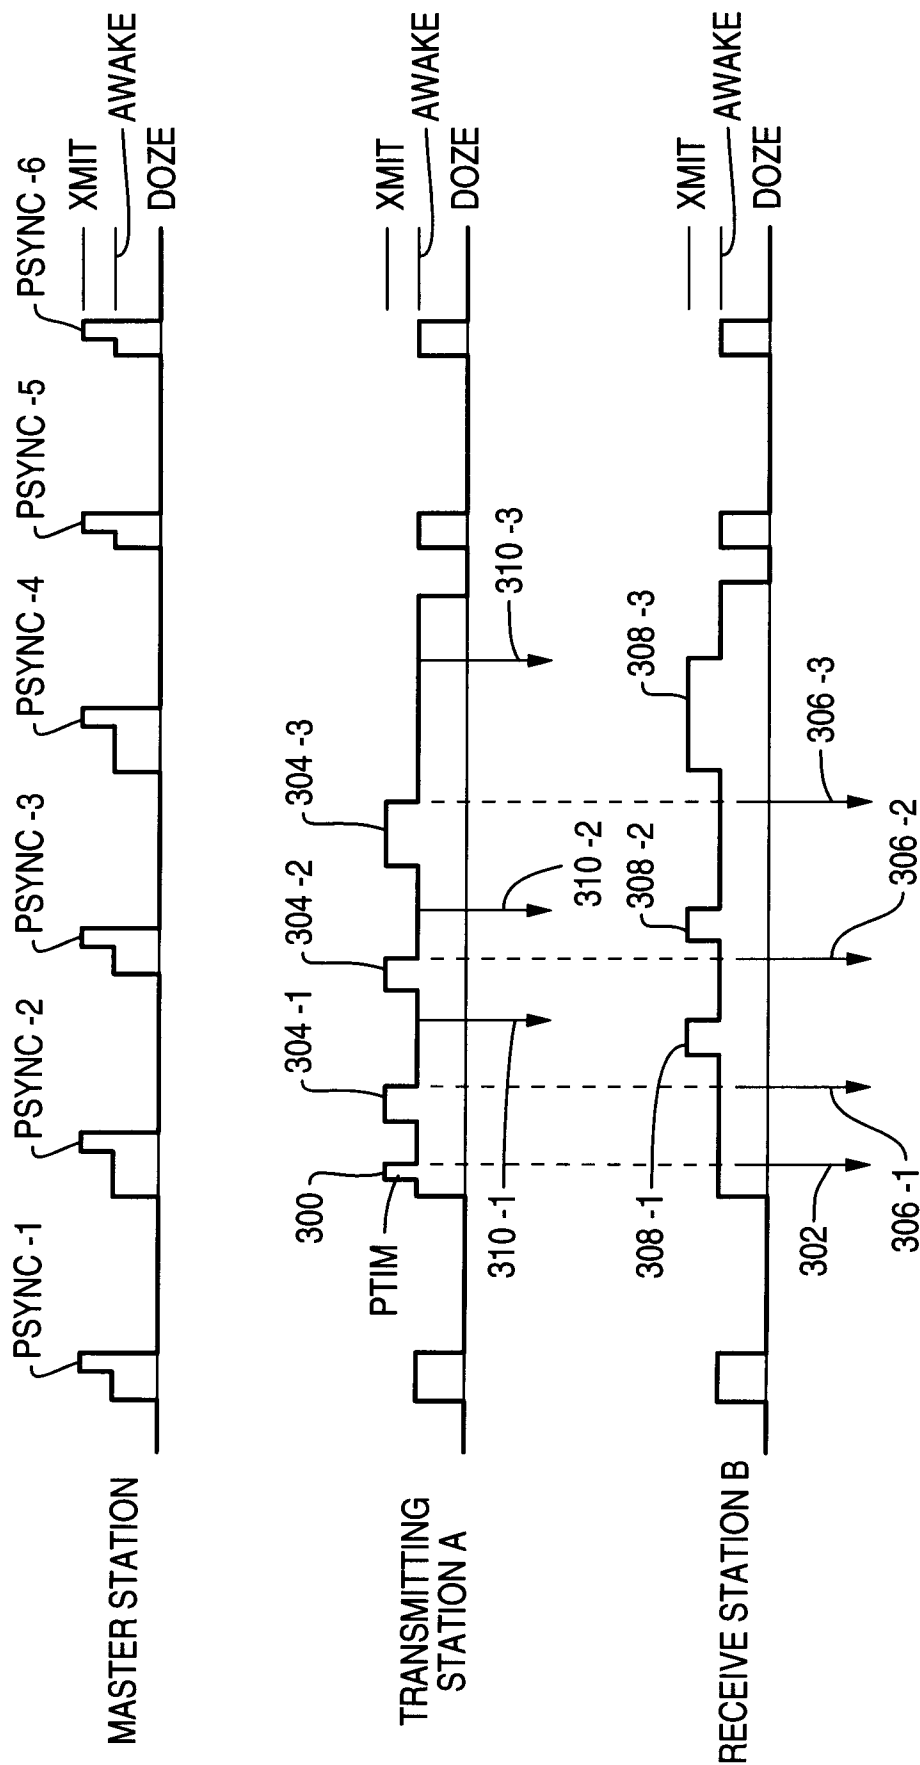 PSYNC -1
PSYNC -2
PSYNC -3
PSYNC -4
PSYNC -5
PSYNC -6
MASTER STATION
XMIT
AWAKE
DOZE
TRANSMITTING
STATION A
PTIM
300
304 -1
304 -2
304 -3
310 -1
310 -2
310 -3
XMIT
AWAKE
DOZE
RECEIVE STATION B
308 -1
308 -2
308 -3
302
306 -1
306 -2
306 -3
XMIT
AWAKE
DOZE